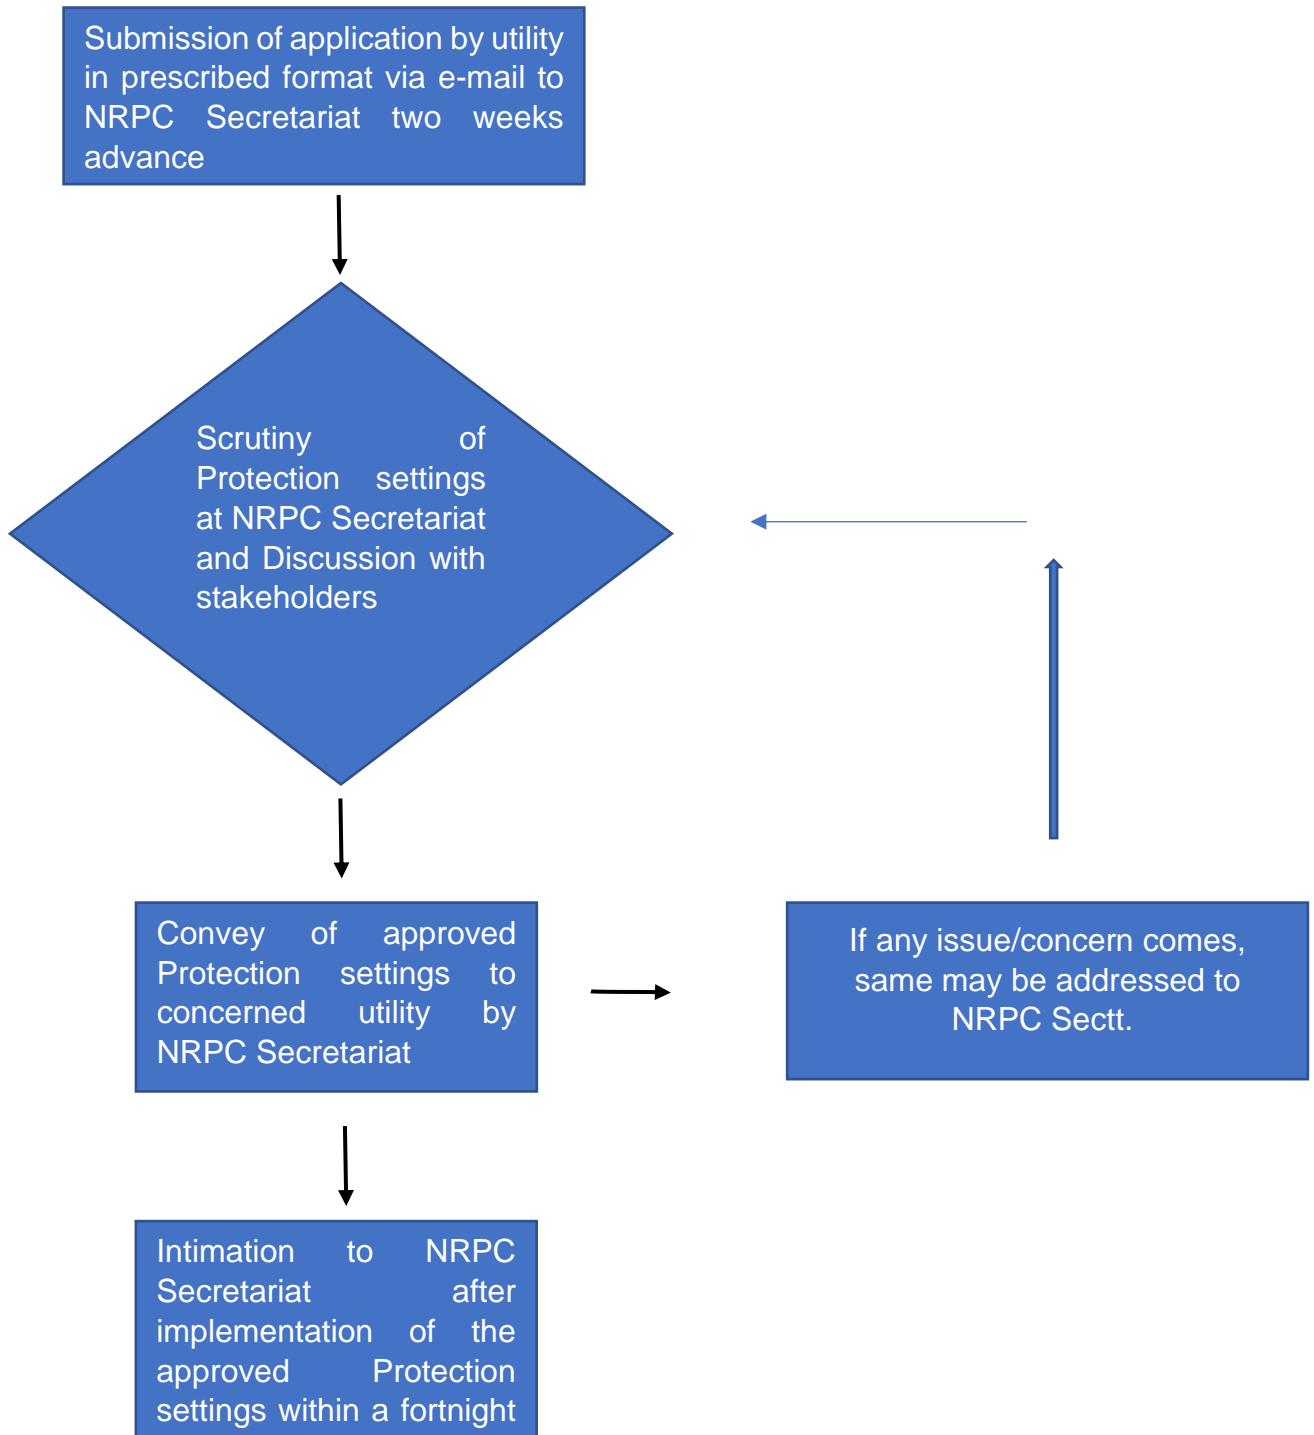 Submission of application by utility
in prescribed format via e-mail to
NRPC Secretariat two weeks
advance
Scrutiny of
Protection settings
at NRPC Secretariat
and Discussion with
stakeholders
Convey of approved
Protection settings to
concerned utility by
NRPC Secretariat
If any issue/concern comes,
same may be addressed to
NRPC Sectt.
Intimation to NRPC
Secretariat after
implementation of the
approved Protection
settings within a fortnight